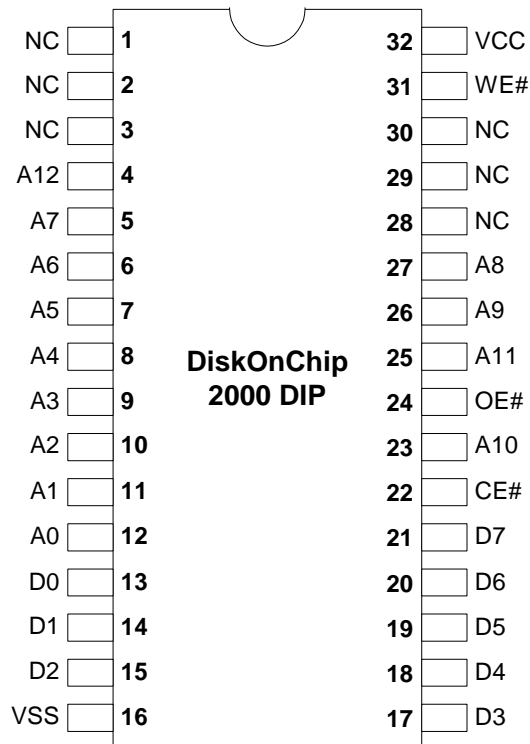 NC 1 32 VCC
NC 2 31 WE#
NC 3 30 NC
A12 4 29 NC
A7 5 28 NC
A6 6 27 A8
A5 7 26 A9
A4 8 DiskOnChip 25 A11
A3 9 2000 DIP 24 OE#
A2 10 23 A10
A1 11 22 CE#
A0 12 21 D7
D0 13 20 D6
D1 14 19 D5
D2 15 18 D4
VSS 16 17 D3